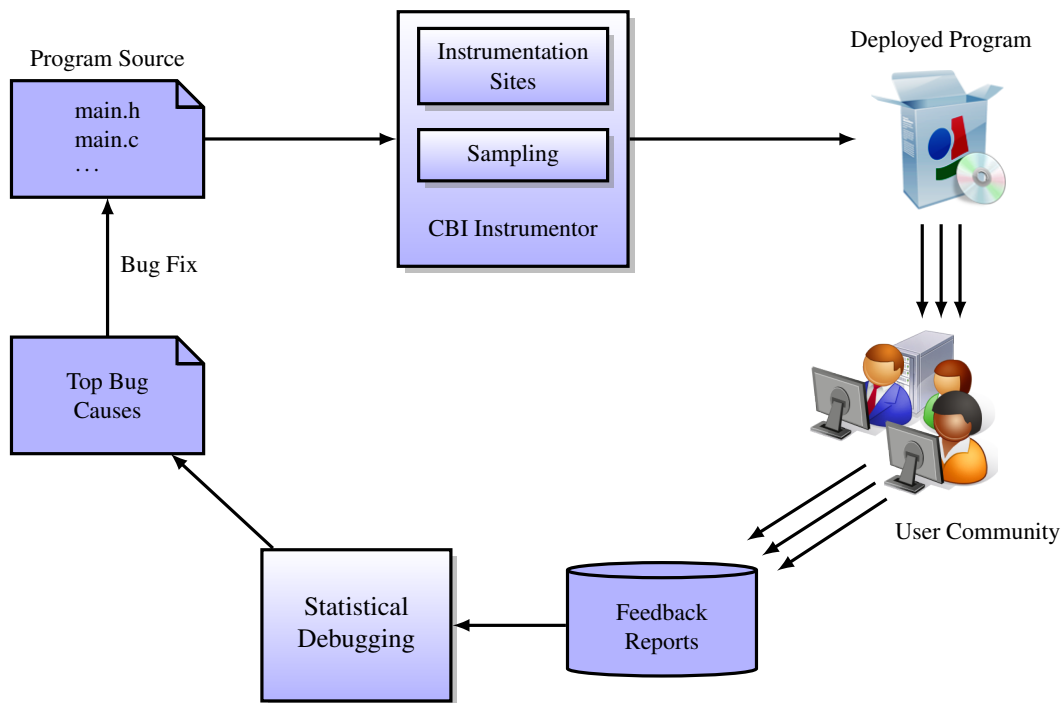 Program Source
main.h
main.c
...
Instrumentation
Sites
Sampling
CBI Instrumentor
Deployed Program
Bug Fix
Top Bug
Causes
User Community
Statistical
Debugging
Feedback
Reports